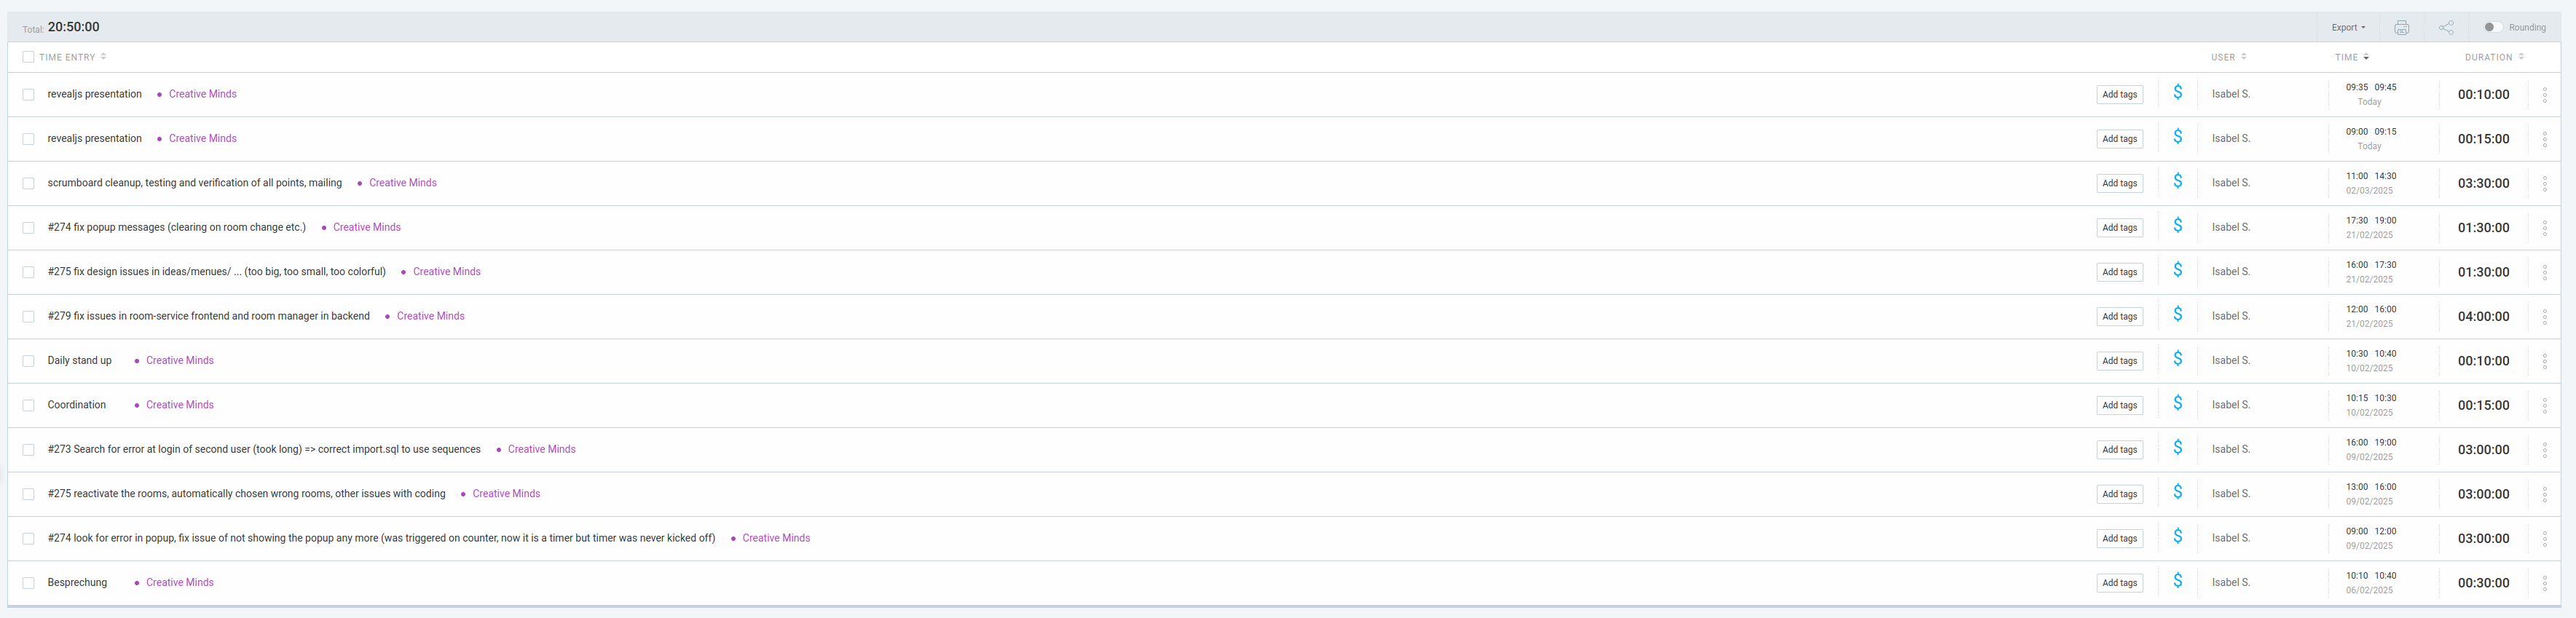 Total: 20:50:00 Export Rounding
TIME ENTRY USER TIME DURATION
revealjs presentation • Creative Minds Add tags $ Isabel S. 09:35 09:45 00:10:00
Today
revealjs presentation • Creative Minds Add tags $ Isabel S. 09:00 09:15 00:15:00
Today
scrumboard cleanup, testing and verification of all points, mailing • Creative Minds Add tags $ Isabel S. 11:00 14:30 03:30:00
02/03/2025
#274 fix popup messages (clearing on room change etc.) • Creative Minds Add tags $ Isabel S. 17:30 19:00 01:30:00
21/02/2025
#275 fix design issues in ideas/menues/ ... (too big, too small, too colorful) • Creative Minds Add tags $ Isabel S. 16:00 17:30 01:30:00
21/02/2025
#279 fix issues in room-service frontend and room manager in backend • Creative Minds Add tags $ Isabel S. 12:00 16:00 04:00:00
21/02/2025
Daily stand up • Creative Minds Add tags $ Isabel S. 10:30 10:40 00:10:00
10/02/2025
Coordination • Creative Minds Add tags $ Isabel S. 10:15 10:30 00:15:00
10/02/2025
#273 Search for error at login of second user (took long) => correct import.sql to use sequences • Creative Minds Add tags $ Isabel S. 16:00 19:00 03:00:00
09/02/2025
#275 reactivate the rooms, automatically chosen wrong rooms, other issues with coding • Creative Minds Add tags $ Isabel S. 13:00 16:00 03:00:00
09/02/2025
#274 look for error in popup, fix issue of not showing the popup any more (was triggered on counter, now it is a timer but timer was never kicked off) • Creative Minds Add tags $ Isabel S. 09:00 12:00 03:00:00
09/02/2025
Besprechung • Creative Minds Add tags $ Isabel S. 10:10 10:40 00:30:00
06/02/2025